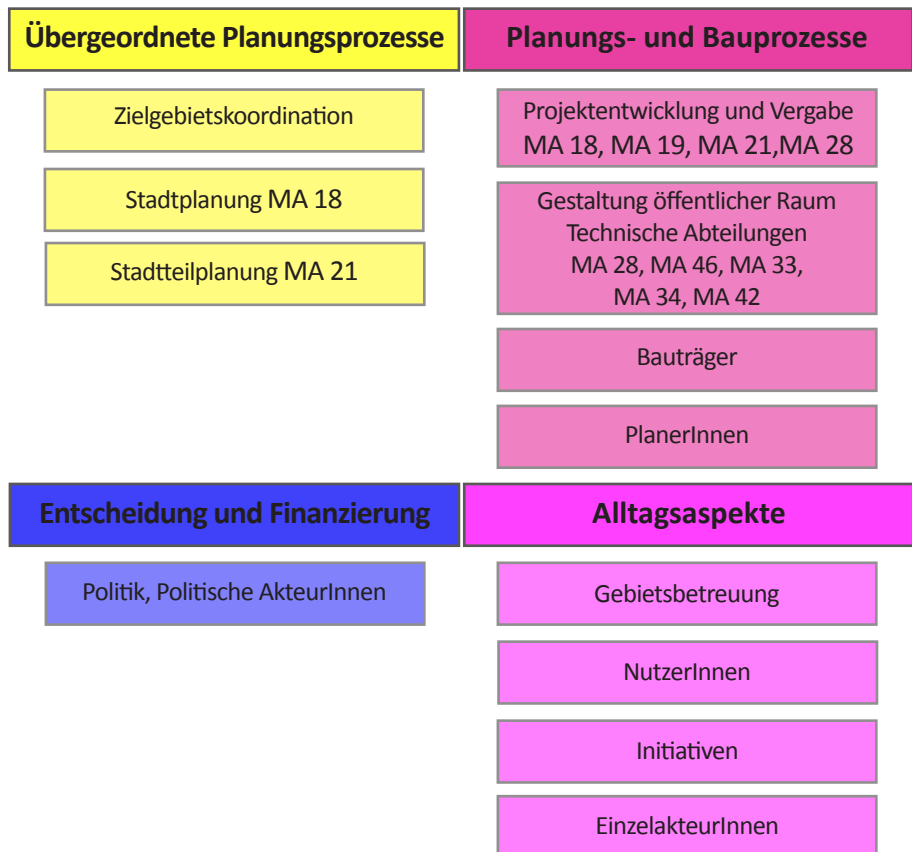 Übergeordnete Planungsprozesse
Zielgebietskoordination
Stadtplanung MA 18
Stadtteilplanung MA 21
Planungs- und Bauprozesse
Projektentwicklung und Vergabe
MA 18, MA 19, MA 21,MA 28
Gestaltung öffentlicher Raum
Technische Abteilungen
MA 28, MA 46, MA 33,
MA 34, MA 42
Bauträger
PlanerInnen
Entscheidung und Finanzierung
Politik, Politische AkteurInnen
Alltagsaspekte
Gebietsbetreuung
NutzerInnen
Initiativen
EinzelakteurInnen